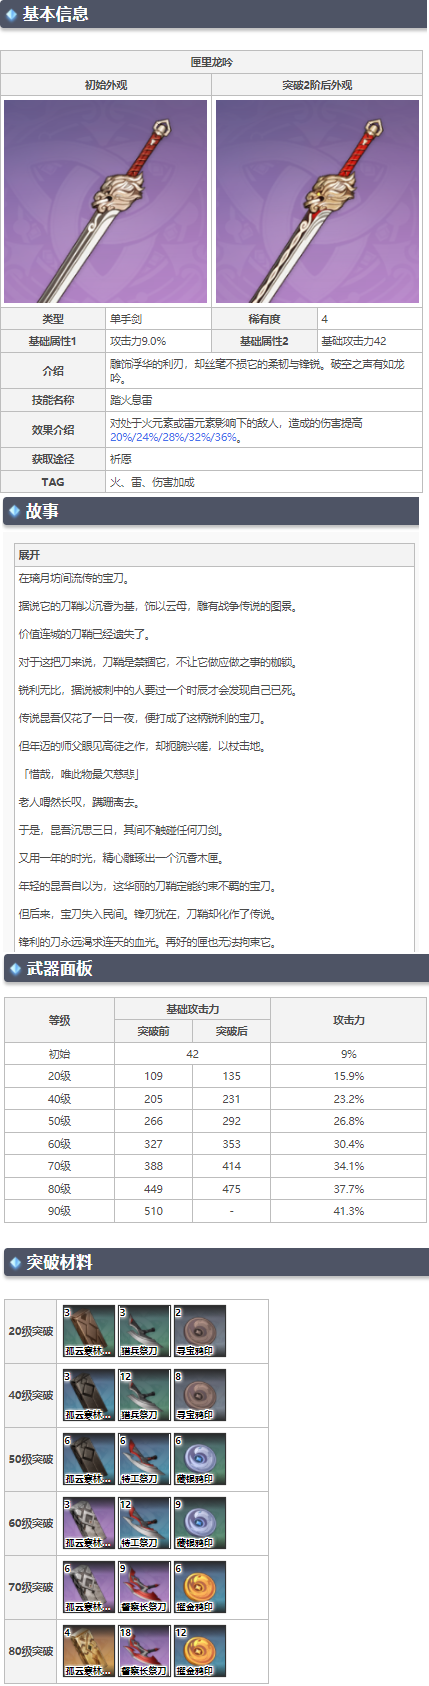 基本信息
匣里龙吟
初始外观 突破2阶后外观
类型 单手剑 稀有度 4
基础属性1 攻击力9.0% 基础属性2 基础攻击力42
介绍 雕饰浮华的利刃，却丝毫不损它的柔韧与锋锐。破空之声有如龙
吟。
技能名称 踏火息雷
效果介绍 对处于火元素或雷元素影响下的敌人，造成的伤害提高
20%/24%/28%/32%/36%。
获取途径 祈愿
TAG 火、雷、伤害加成
故事
展开
在璃月坊间流传的宝刀。
据说它的刀鞘以沉香为基，饰以云母，雕有战争传说的图景。
价值连城的刀鞘已经遗失了。
对于这把刀来说，刀鞘是禁锢它，不让它做应做之事的枷锁。
锐利无比，据说被刺中的人要过一个时辰才会发现自己已死。
传说昆吾仅花了一日一夜，便打成了这柄锐利的宝刀。
但年迈的师父眼见高徒之作，却扼腕兴嗟，以杖击地。
「惜哉，唯此物最欠慈悲」
老人喟然长叹，蹒跚离去。
于是，昆吾沉思三日，其间不触碰任何刀剑。
又用一年的时光，精心雕琢出一个沉香木匣。
年轻的昆吾自以为，这华丽的刀鞘定能约束不羁的宝刀。
但后来，宝刀失入民间。锋刃犹在，刀鞘却化作了传说。
锋利的刀永远渴求连天的血光。再好的匣也无法拘束它。
武器面板
等级 基础攻击力 攻击力
突破前 突破后
初始 42 9%
20级 109 135 15.9%
40级 205 231 23.2%
50级 266 292 26.8%
60级 327 353 30.4%
70级 388 414 34.1%
80级 449 475 37.7%
90级 510 - 41.3%
突破材料
20级突破 3 孤云寒林... 3 猎兵祭刀 2 寻宝鸦印
40级突破 3 孤云寒林... 12 猎兵祭刀 8 寻宝鸦印
50级突破 6 孤云寒林... 6 特工祭刀 6 藏银鸦印
60级突破 3 孤云寒林... 12 特工祭刀 9 藏银鸦印
70级突破 6 孤云寒林... 9 督察长祭刀 6 攫金鸦印
80级突破 4 孤云寒林... 18 督察长祭刀 12 攫金鸦印